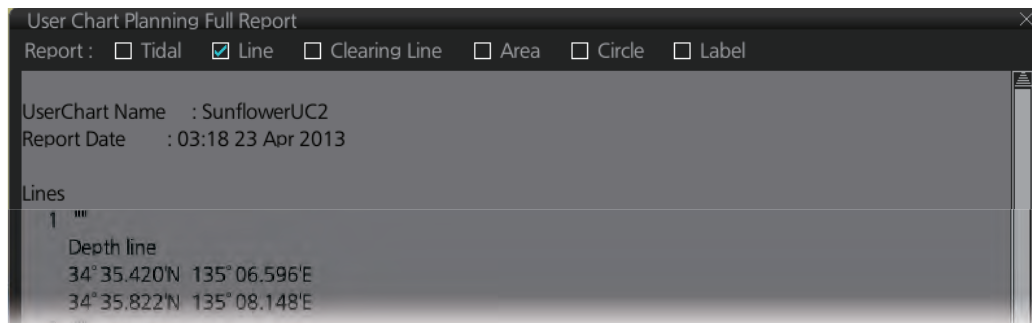 User Chart Planning Full Report
Report : Tidal Line Clearing Line Area Circle Label
UserChart Name : SunflowerUC2
Report Date : 03:18 23 Apr 2013
Lines
1 ""
Depth line
34°35.420'N 135°06.596'E
34°35.822'N 135°08.148'E